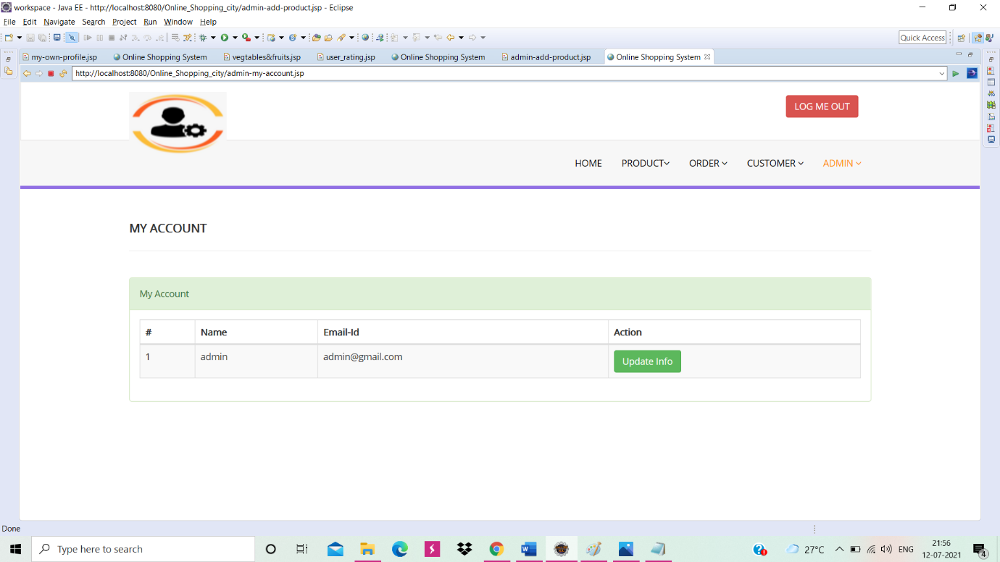 workspace - Java EE - http://localhost:8080/Online_Shopping_city/admin-add-product.jsp - Eclipse
File Edit Navigate Search Project Run Window Help
Quick Access
my-own-profile.jsp Online Shopping System vegtables&fruits.jsp user_rating.jsp Online Shopping System admin-add-product.jsp Online Shopping System
http://localhost:8080/Online_Shopping_city/admin-my-account.jsp
LOG ME OUT
HOME PRODUCT ORDER CUSTOMER ADMIN
MY ACCOUNT
My Account
# Name Email-Id Action
1 admin admin@gmail.com Update Info
Done
Type here to search
27°C ENG 21:56
12-07-2021 4